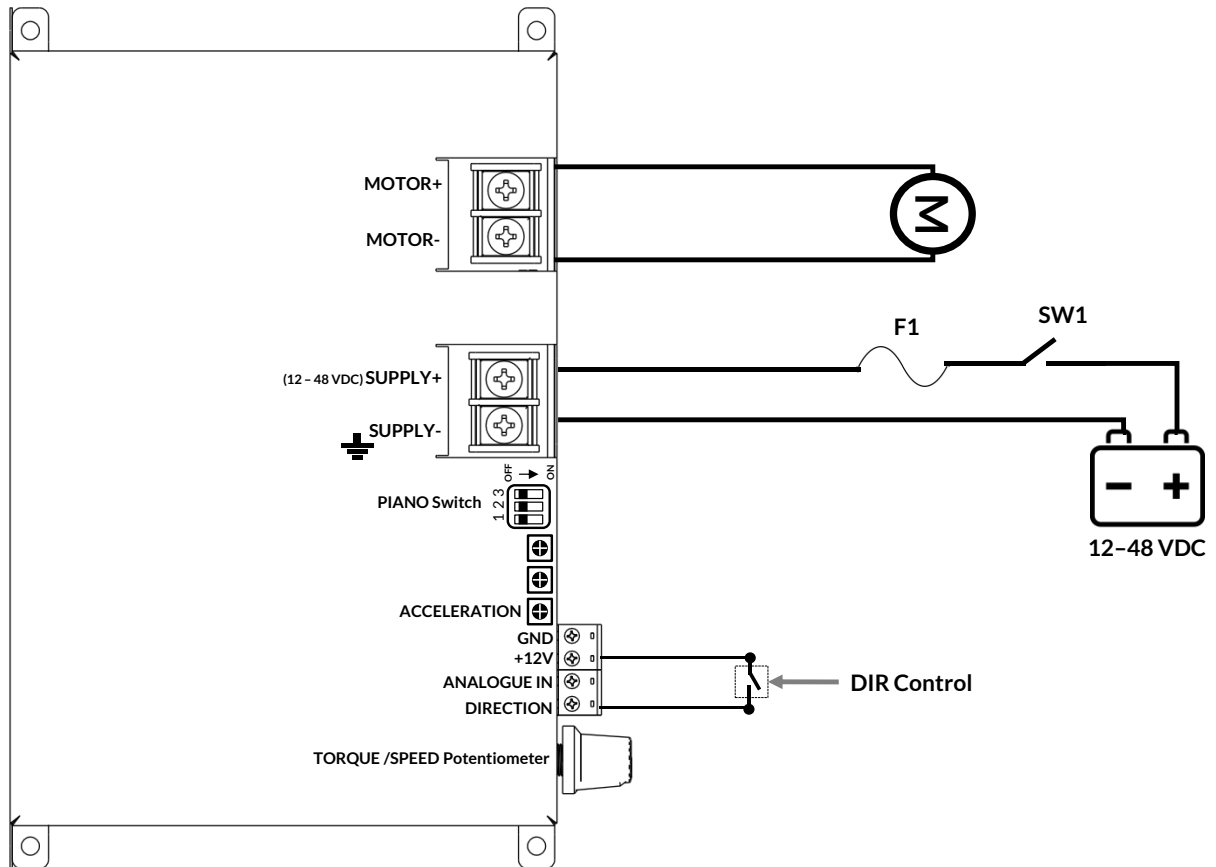 MOTOR+
MOTOR-
M
F1
SW1
(12 – 48 VDC) SUPPLY+
SUPPLY-
OFF
ON
PIANO Switch
1 2 3
12–48 VDC
ACCELERATION
GND
+12V
ANALOGUE IN
DIRECTION
DIR Control
TORQUE /SPEED Potentiometer